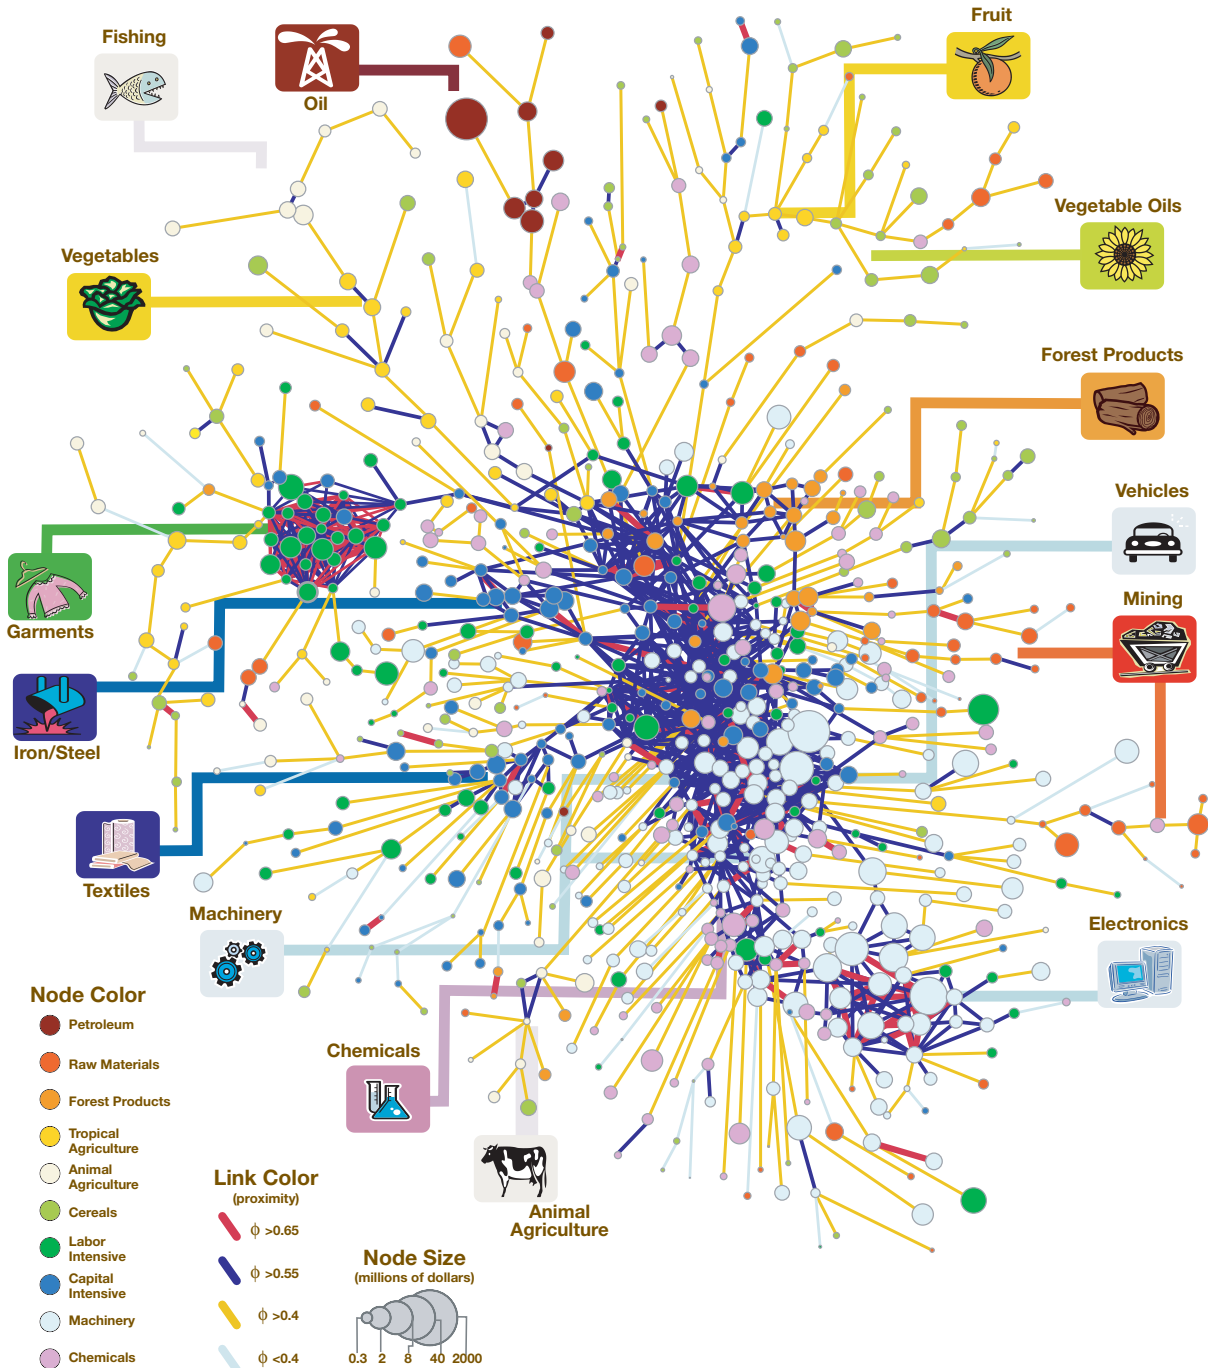 Fishing
Oil
Fruit
Vegetable Oils
Vegetables
Forest Products
Vehicles
Garments
Mining
Iron/Steel
Textiles
Machinery
Electronics
Chemicals
Animal
Agriculture
Node Color
Petroleum
Raw Materials
Forest Products
Tropical
Agriculture
Animal
Agriculture
Cereals
Labor
Intensive
Capital
Intensive
Machinery
Chemicals
Link Color
(proximity)
ϕ >0.65
ϕ >0.55
ϕ >0.4
ϕ <0.4
Node Size
(millions of dollars)
0.3 2 8 40 2000